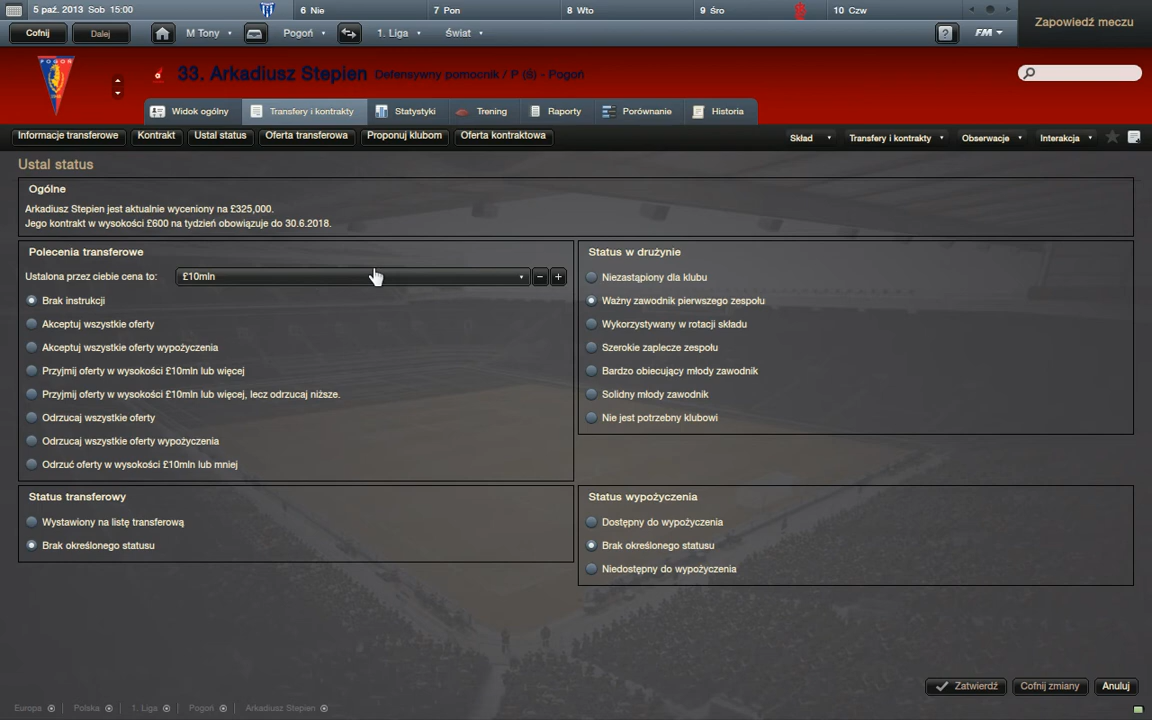 5 paź. 2013 Sob 15:00
6 Nie
7 Pon
8 Wto
9 Śro
10 Czw
Zapowiedź meczu
Cofnij
Dalej
M Tony
Pogoń
1. Liga
Świat
?
FM
POGOŃ
33. Arkadiusz Stepien Defensywny pomocnik / P (ś) - Pogoń
Widok ogólny
Transfery i kontrakty
Statystyki
Trening
Raporty
Porównanie
Historia
Informacje transferowe
Kontrakt
Ustal status
Oferta transferowa
Proponuj klubom
Oferta kontraktowa
Skład
Transfery i kontrakty
Obserwacje
Interakcja
Ustal status
Ogólne
Arkadiusz Stepien jest aktualnie wyceniony na £325,000.
Jego kontrakt w wysokości £600 na tydzień obowiązuje do 30.6.2018.
Polecenia transferowe
Ustalona przez ciebie cena to: £10mln
Brak instrukcji
Akceptuj wszystkie oferty
Akceptuj wszystkie oferty wypożyczenia
Przyjmij oferty w wysokości £10mln lub więcej
Przyjmij oferty w wysokości £10mln lub więcej, lecz odrzucaj niższe.
Odrzucaj wszystkie oferty
Odrzucaj wszystkie oferty wypożyczenia
Odrzuć oferty w wysokości £10mln lub mniej
Status w drużynie
Niezastąpiony dla klubu
Ważny zawodnik pierwszego zespołu
Wykorzystywany w rotacji składu
Szerokie zaplecze zespołu
Bardzo obiecujący młody zawodnik
Solidny młody zawodnik
Nie jest potrzebny klubowi
Status transferowy
Wystawiony na listę transferową
Brak określonego statusu
Status wypożyczenia
Dostępny do wypożyczenia
Brak określonego statusu
Niedostępny do wypożyczenia
Zatwierdź
Cofnij zmiany
Anuluj
Europa
Polska
1. Liga
Pogoń
Arkadiusz Stepien